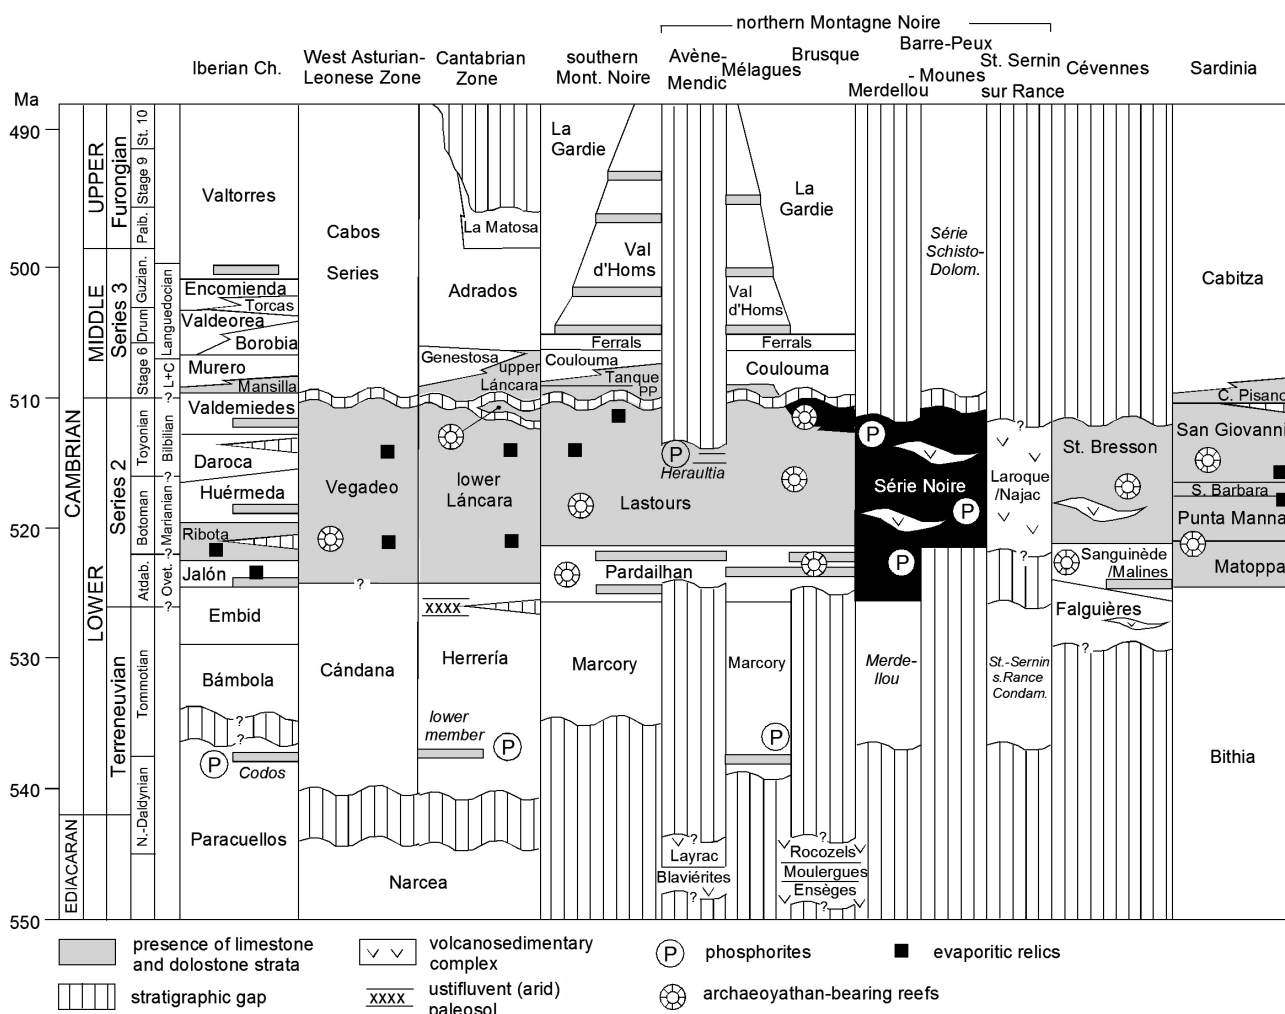 northern Montagne Noire
Iberian Ch.
West Asturian-
Leonese Zone
Cantabrian
Zone
southern
Mont. Noire
Avène-
Mendic
Mélagues
Brusque
Merdellou
Barre-Peux
- Mounes
St. Sernin
sur Rance
Cévennes
Sardinia
Ma
490
500
510
520
530
540
550
UPPER
MIDDLE
LOWER
CAMBRIAN
EDIACARAN
Furongian
Series 3
Series 2
Terreneuvian
St. 10
Stage 9
Paib.
Guzian.
Drum
Stage 6
Toyonian
Botoman
Atdab.
Tommotian
N.-Daldynian
Languedocian
L+C
?
Bilbilian
?
Marianian
?
Ovet.
?
Valtorres
Encomienda
Torcas
Valdeorea
Borobia
Murero
Mansilla
Valdemiedes
Daroca
Huérmeda
Ribota
Jalón
Embid
Bámbola
?
?
P
Codos
Paracuellos
Cabos
Series
Vegadeo
?
Cándana
Narcea
La Matosa
Adrados
Genestosa
upper
Láncara
lower
Láncara
XXXX
Herrería
lower
member
P
La
Gardie
Val
d'Homs
Ferrals
Coulouma
Tanque
PP
Lastours
Pardailhan
Marcory
P
Heraultia
?
Layrac
Blaviérites
?
La
Gardie
Val
d'Homs
Ferrals
Coulouma
Marcory
P
?
Rocozels
Moulergues
Ensèges
?
Série
Schisto-
Dolom.
P
Série Noire
P
P
Merde-
llou
?
Laroque
/Najac
?
St.-Sernin
s.Rance
Condam.
St. Bresson
Sanguinède
/Malines
Falguières
?
Cabitza
C. Pisano
San Giovanni
S. Barbara
Punta Manna
Matoppa
Bithia
presence of limestone
and dolostone strata
stratigraphic gap
volcanosedimentary
complex
XXXX
ustifluvent (arid)
paleosol
P
phosphorites
archaeoyathan-bearing reefs
evaporitic relics